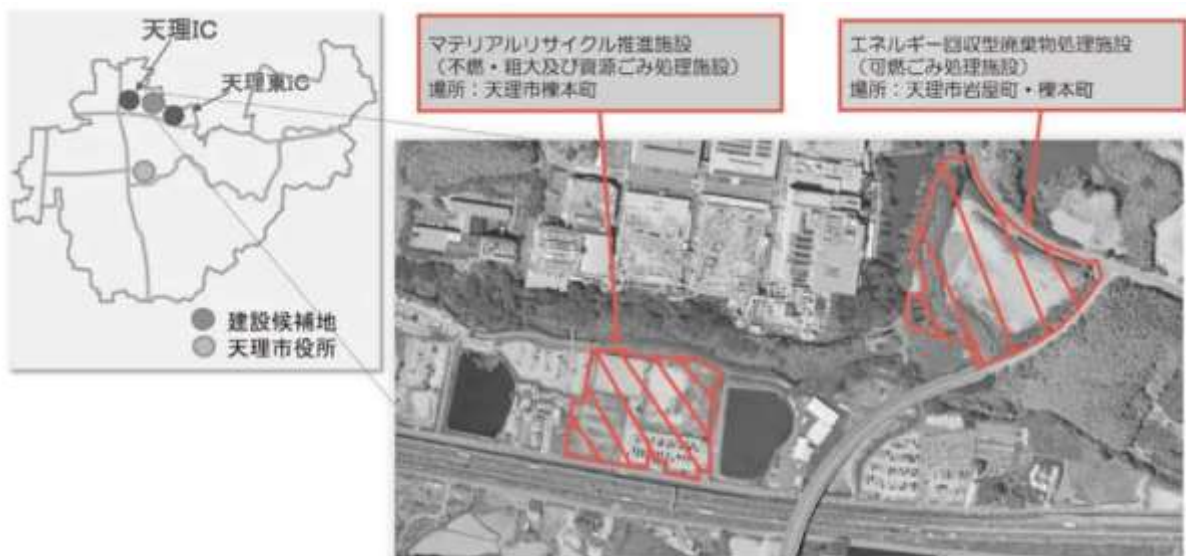 天理IC
天理東IC
建設候補地
天理市役所
マテリアルリサイクル推進施設
（不燃・粗大及び資源ごみ処理施設）
場所：天理市櫟本町
エネルギー回収型廃棄物処理施設
（可燃ごみ処理施設）
場所：天理市岩屋町・櫟本町